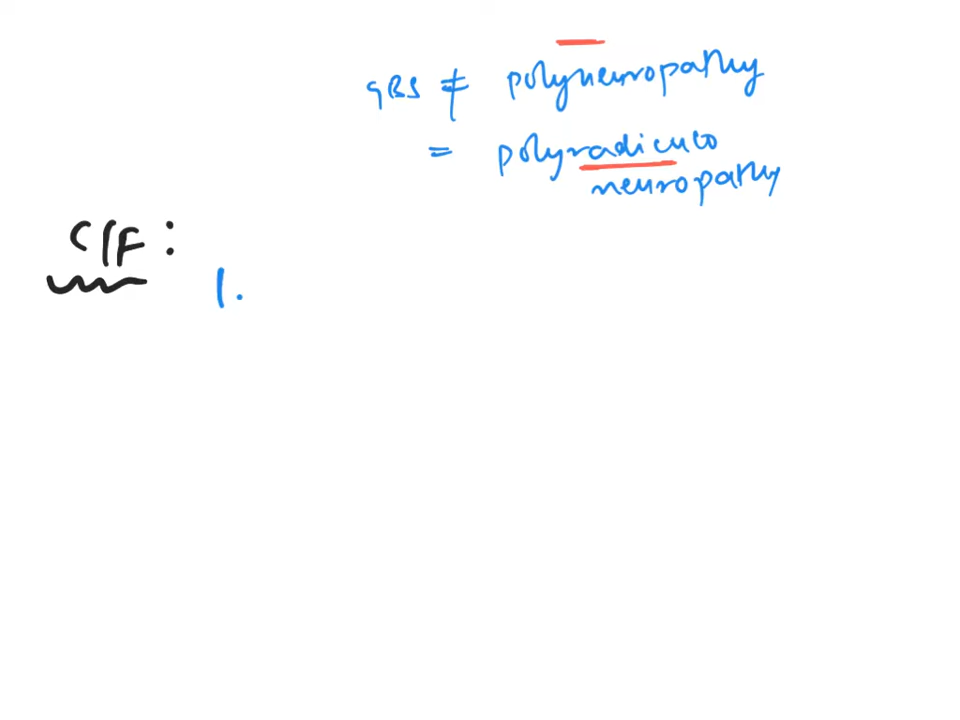 GBS ≠ polyneuropathy
= polyradiculo
neuropathy
C/F :
1.